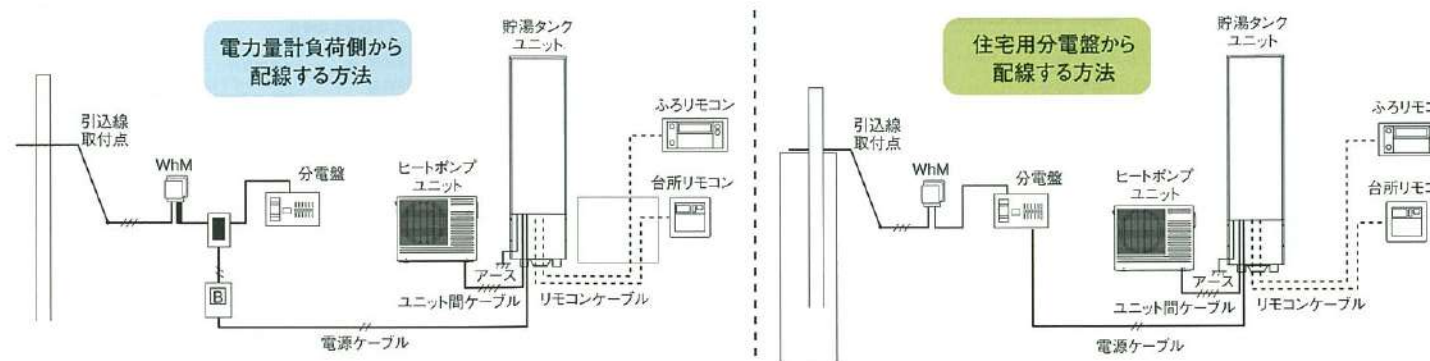 電力量計負荷側から
配線する方法
貯湯タンク
ユニット
引込線
取付点
WhM
分電盤
ヒートポンプ
ユニット
ふろリモコン
台所リモコン
B
アース
ユニット間ケーブル
リモコンケーブル
電源ケーブル
住宅用分電盤から
配線する方法
貯湯タンク
ユニット
引込線
取付点
WhM
分電盤
ヒートポンプ
ユニット
ふろリモコ
台所リモコ
アース
ユニット間ケーブル
リモコンケーブル
電源ケーブル